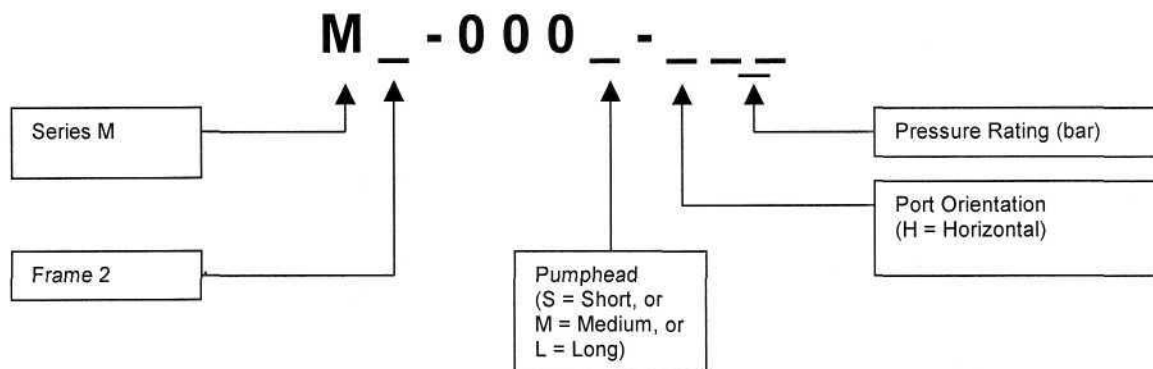 M _ - 0 0 0 _ - _ _ _
Series M
Frame 2
Pumphead
(S = Short, or
M = Medium, or
L = Long)
Pressure Rating (bar)
Port Orientation
(H = Horizontal)